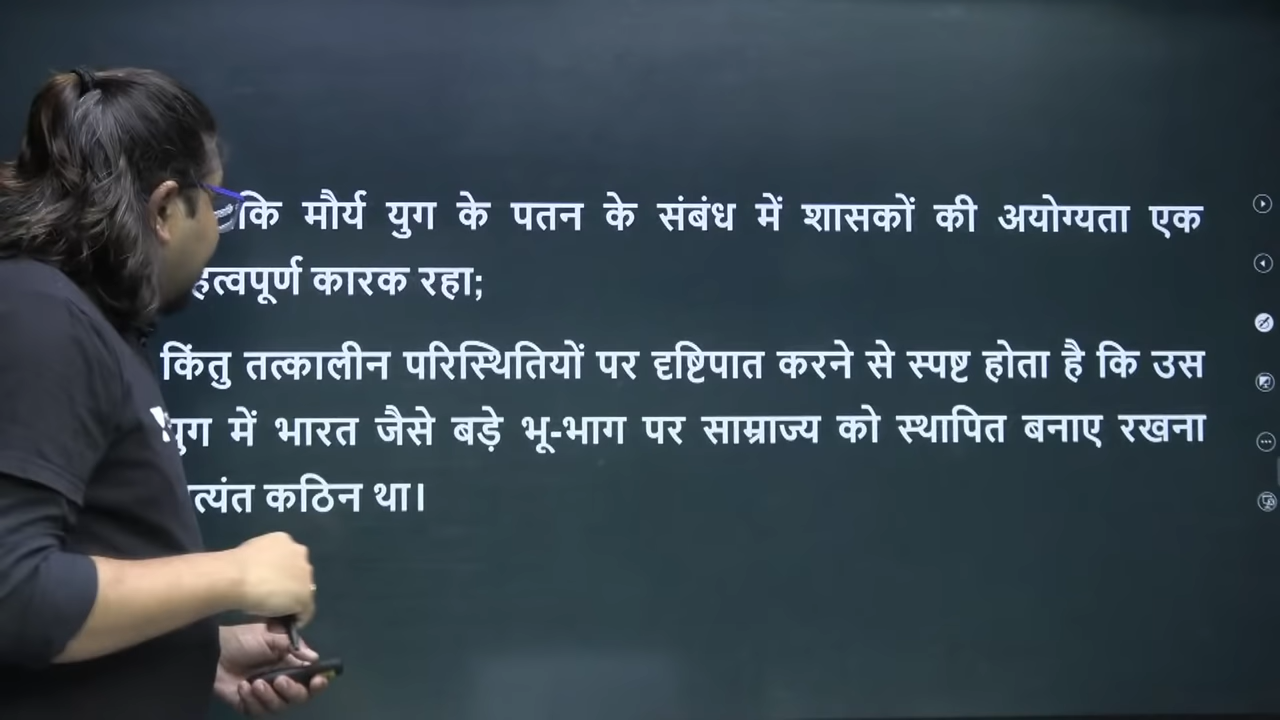 कि मौर्य युग के पतन के संबंध में शासकों की अयोग्यता एक
हत्वपूर्ण कारक रहा;
किंतु तत्कालीन परिस्थितियों पर दृष्टिपात करने से स्पष्ट होता है कि उस
युग में भारत जैसे बड़े भू-भाग पर साम्राज्य को स्थापित बनाए रखना
त्यंत कठिन था।